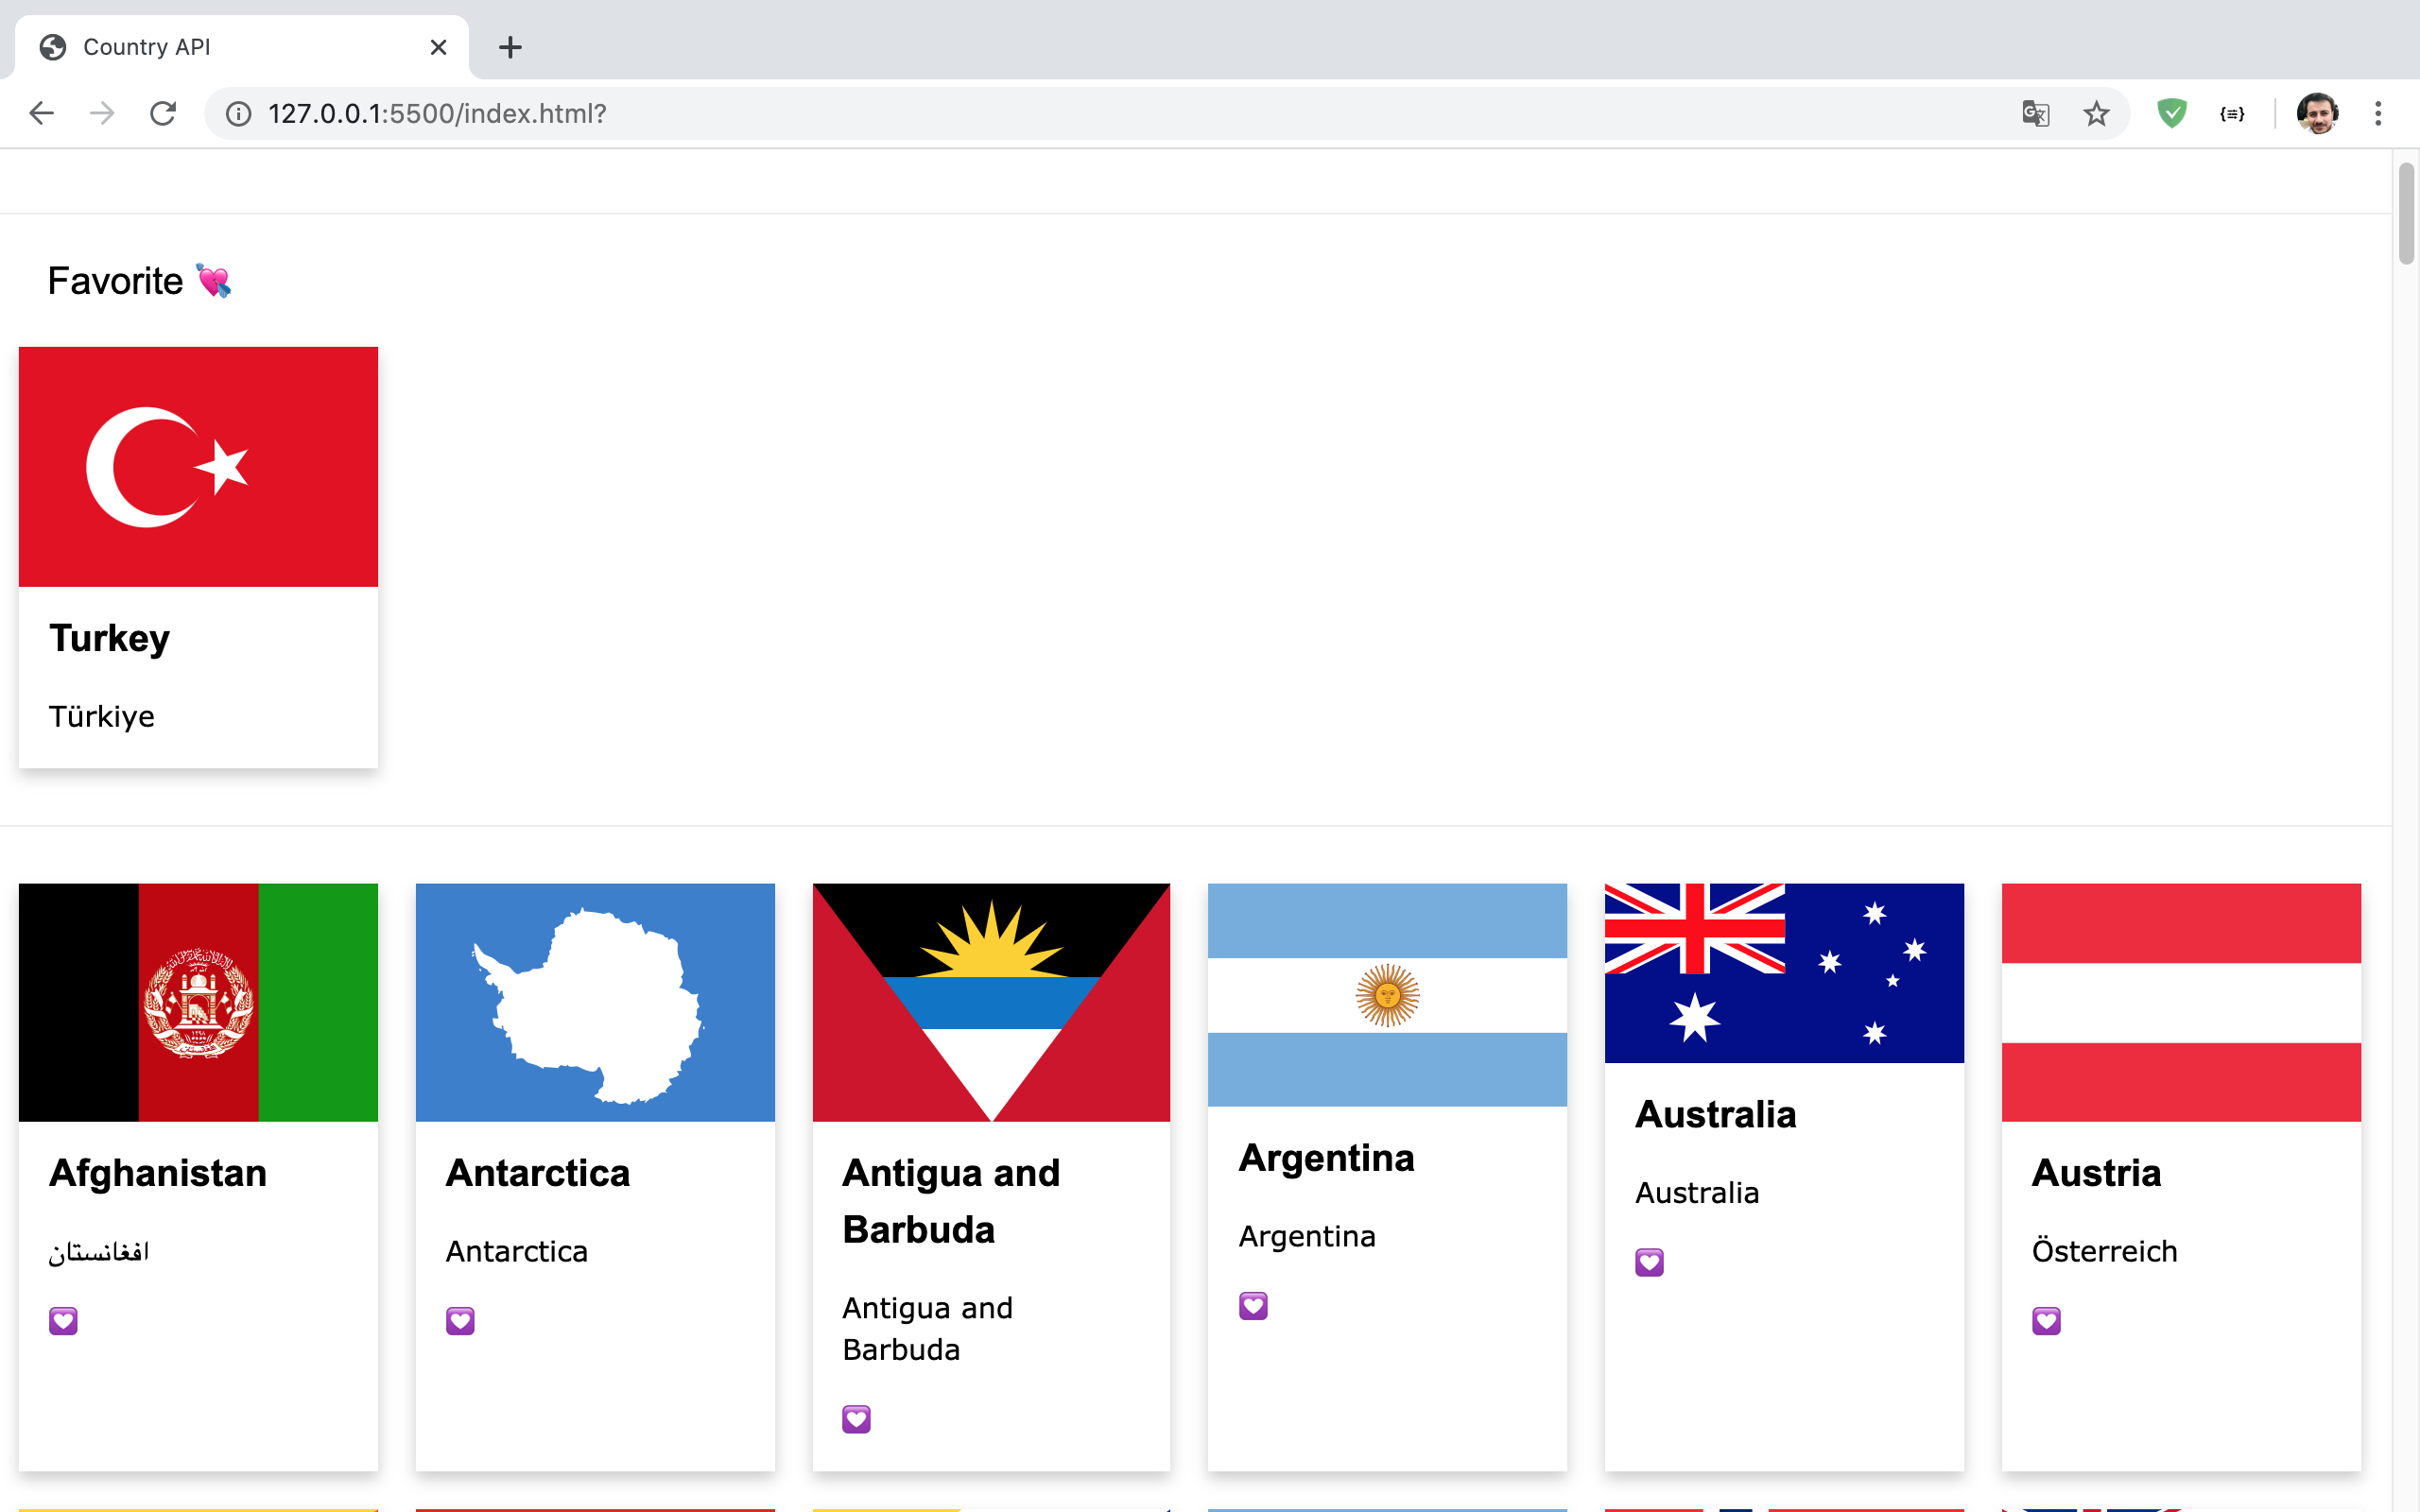 Country API
127.0.0.1:5500/index.html?
Favorite 💘
Turkey
Türkiye
Afghanistan
افغانستان
Antarctica
Antarctica
Antigua and
Barbuda
Antigua and
Barbuda
Argentina
Argentina
Australia
Australia
Austria
Österreich